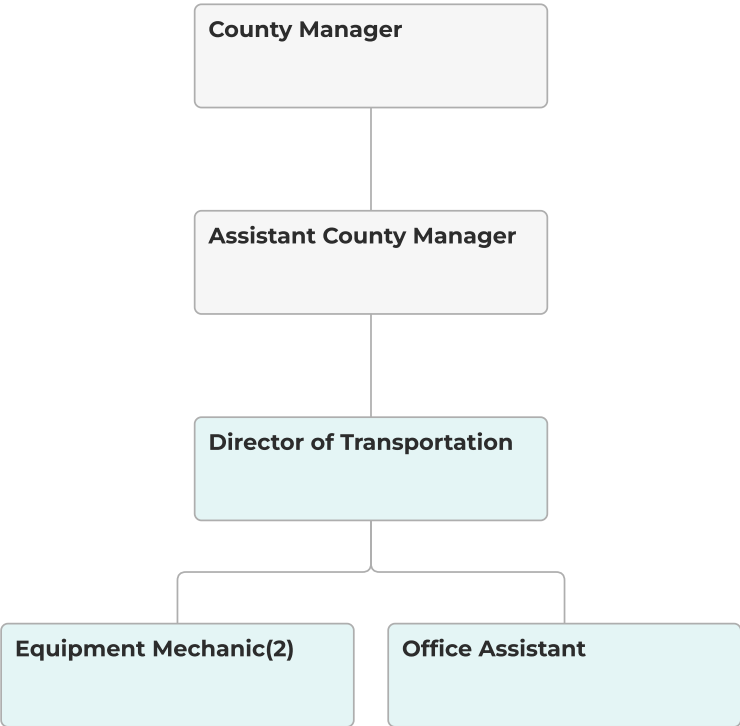 County Manager
Assistant County Manager
Director of Transportation
Equipment Mechanic(2)
Office Assistant